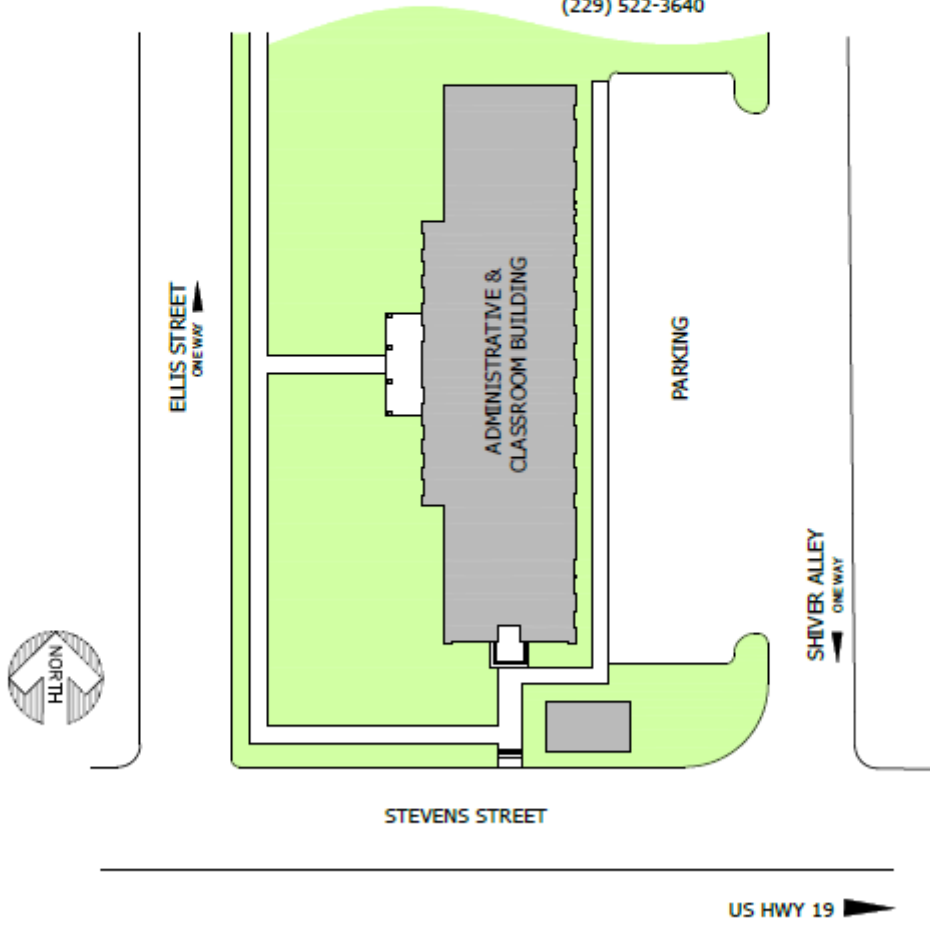 (229) 522-3640
ELLIS STREET
ONE WAY
ADMINISTRATIVE &
CLASSROOM BUILDING
PARKING
SHIVER ALLEY
ONE WAY
NORTH
STEVENS STREET
US HWY 19